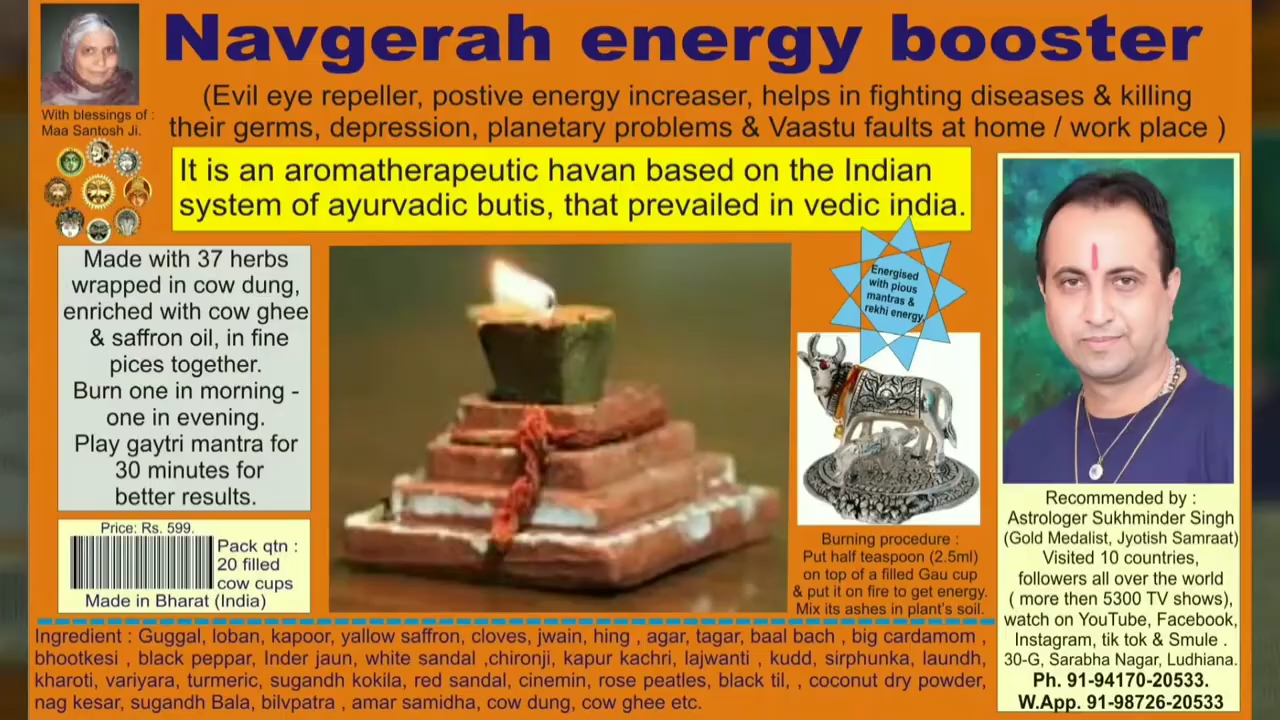 Navgerah energy booster
(Evil eye repeller, postive energy increaser, helps in fighting diseases & killing
their germs, depression, planetary problems & Vaastu faults at home / work place )
With blessings of :
Maa Santosh Ji.
It is an aromatherapeutic havan based on the Indian
system of ayurvadic butis, that prevailed in vedic india.
Made with 37 herbs
wrapped in cow dung,
enriched with cow ghee
& saffron oil, in fine
pices together.
Burn one in morning -
one in evening.
Play gaytri mantra for
30 minutes for
better results.
Energised
with pious
mantras &
rekhi energy,
Price: Rs. 599.
Pack qtn :
20 filled
cow cups
Made in Bharat (India)
Burning procedure :
Put half teaspoon (2.5ml)
on top of a filled Gau cup
& put it on fire to get energy.
Mix its ashes in plant's soil.
Recommended by :
Astrologer Sukhminder Singh
(Gold Medalist, Jyotish Samraat)
Visited 10 countries,
followers all over the world
( more then 5300 TV shows),
watch on YouTube, Facebook,
Instagram, tik tok & Smule .
30-G, Sarabha Nagar, Ludhiana.
Ph. 91-94170-20533.
W.App. 91-98726-20533
Ingredient : Guggal, loban, kapoor, yallow saffron, cloves, jwain, hing , agar, tagar, baal bach , big cardamom ,
bhootkesi , black peppar, Inder jaun, white sandal ,chironji, kapur kachri, lajwanti , kudd, sirphunka, laundh,
kharoti, variyara, turmeric, sugandh kokila, red sandal, cinemin, rose peatles, black til, , coconut dry powder,
nag kesar, sugandh Bala, bilvpatra , amar samidha, cow dung, cow ghee etc.